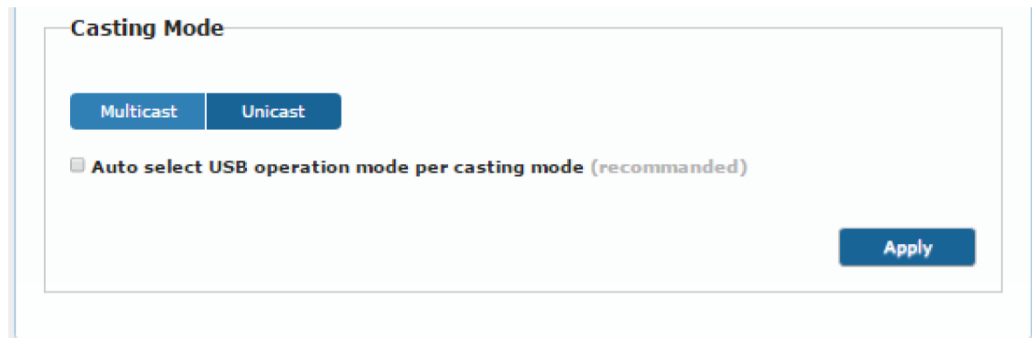 Casting Mode
Multicast Unicast
Auto select USB operation mode per casting mode (recommanded)
Apply